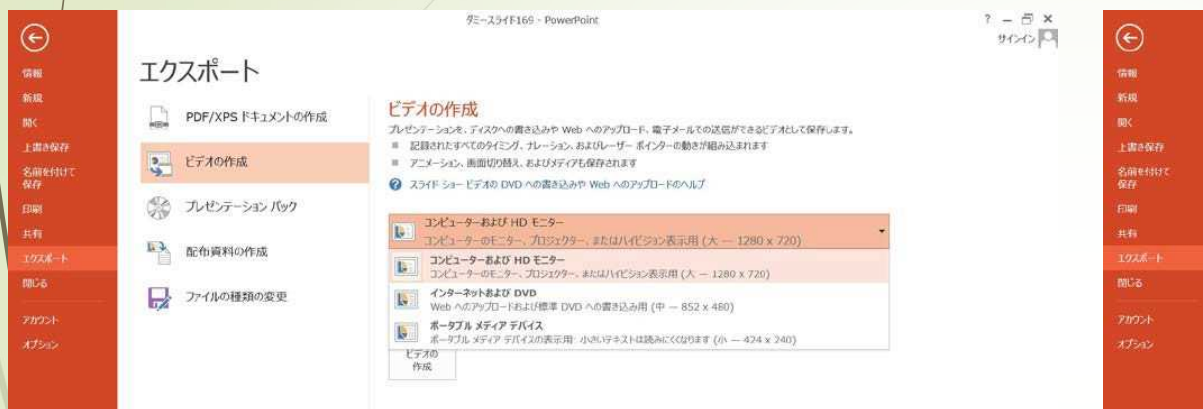 ダミースライド169 - PowerPoint
?
サインイン
情報
新規
開く
上書き保存
名前を付けて
保存
印刷
共有
エクスポート
閉じる
アカウント
オプション
エクスポート
PDF/XPS ドキュメントの作成
ビデオの作成
プレゼンテーション パック
配布資料の作成
ファイルの種類の変更
ビデオの作成
プレゼンテーションを、ディスクへの書き込みや Web へのアップロード、電子メールでの送信ができるビデオとして保存します。
記録されたすべてのタイミング、ナレーション、およびレーザー ポインターの動きが組み込まれます
アニメーション、画面切り替え、およびメディアも保存されます
スライド ショー ビデオの DVD への書き込みや Web へのアップロードのヘルプ
コンピューターおよび HD モニター
コンピューターのモニター、プロジェクター、またはハイビジョン表示用 (大 — 1280 x 720)
コンピューターおよび HD モニター
コンピューターのモニター、プロジェクター、またはハイビジョン表示用 (大 — 1280 x 720)
インターネットおよび DVD
Web へのアップロードおよび標準 DVD への書き込み用 (中 — 852 x 480)
ポータブル メディア デバイス
ポータブル メディア デバイスの表示用: 小さいテキストは読みにくくなります (小 — 424 x 240)
ビデオの
作成
情報
新規
開く
上書き保存
名前を付けて
保存
印刷
共有
エクスポート
閉じる
アカウント
オプション